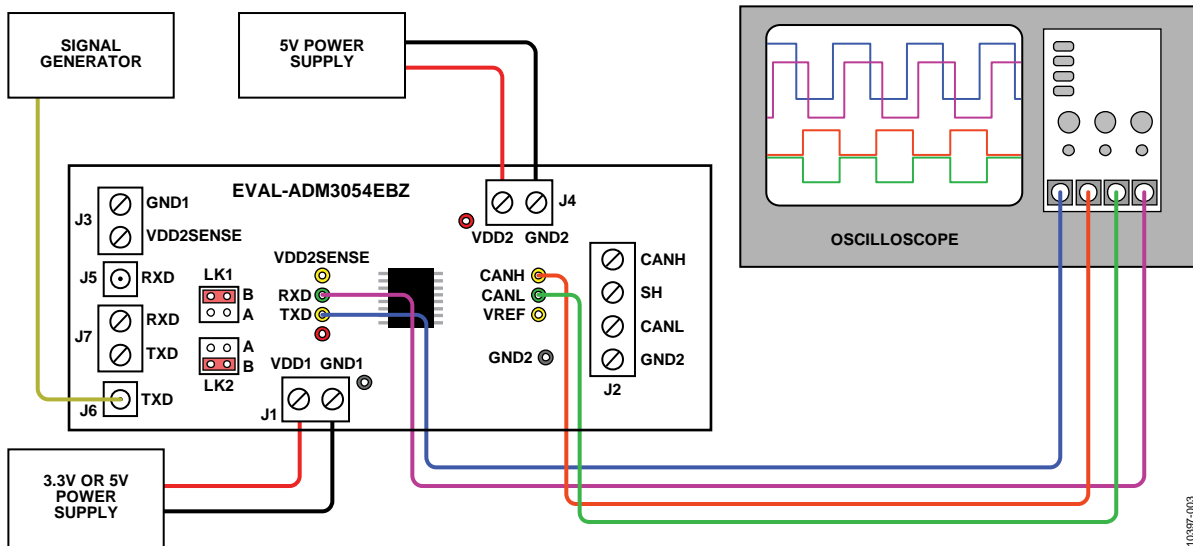 SIGNAL
GENERATOR
5V POWER
SUPPLY
EVAL-ADM3054EBZ
J3
GND1
VDD2SENSE
J5
RXD
J7
RXD
TXD
J6
TXD
LK1
B
A
A
B
LK2
VDD2SENSE
RXD
TXD
VDD1 GND1
J1
J4
VDD2 GND2
CANH
CANL
VREF
GND2
CANH
SH
CANL
GND2
J2
OSCILLOSCOPE
3.3V OR 5V
POWER
SUPPLY
10397-003